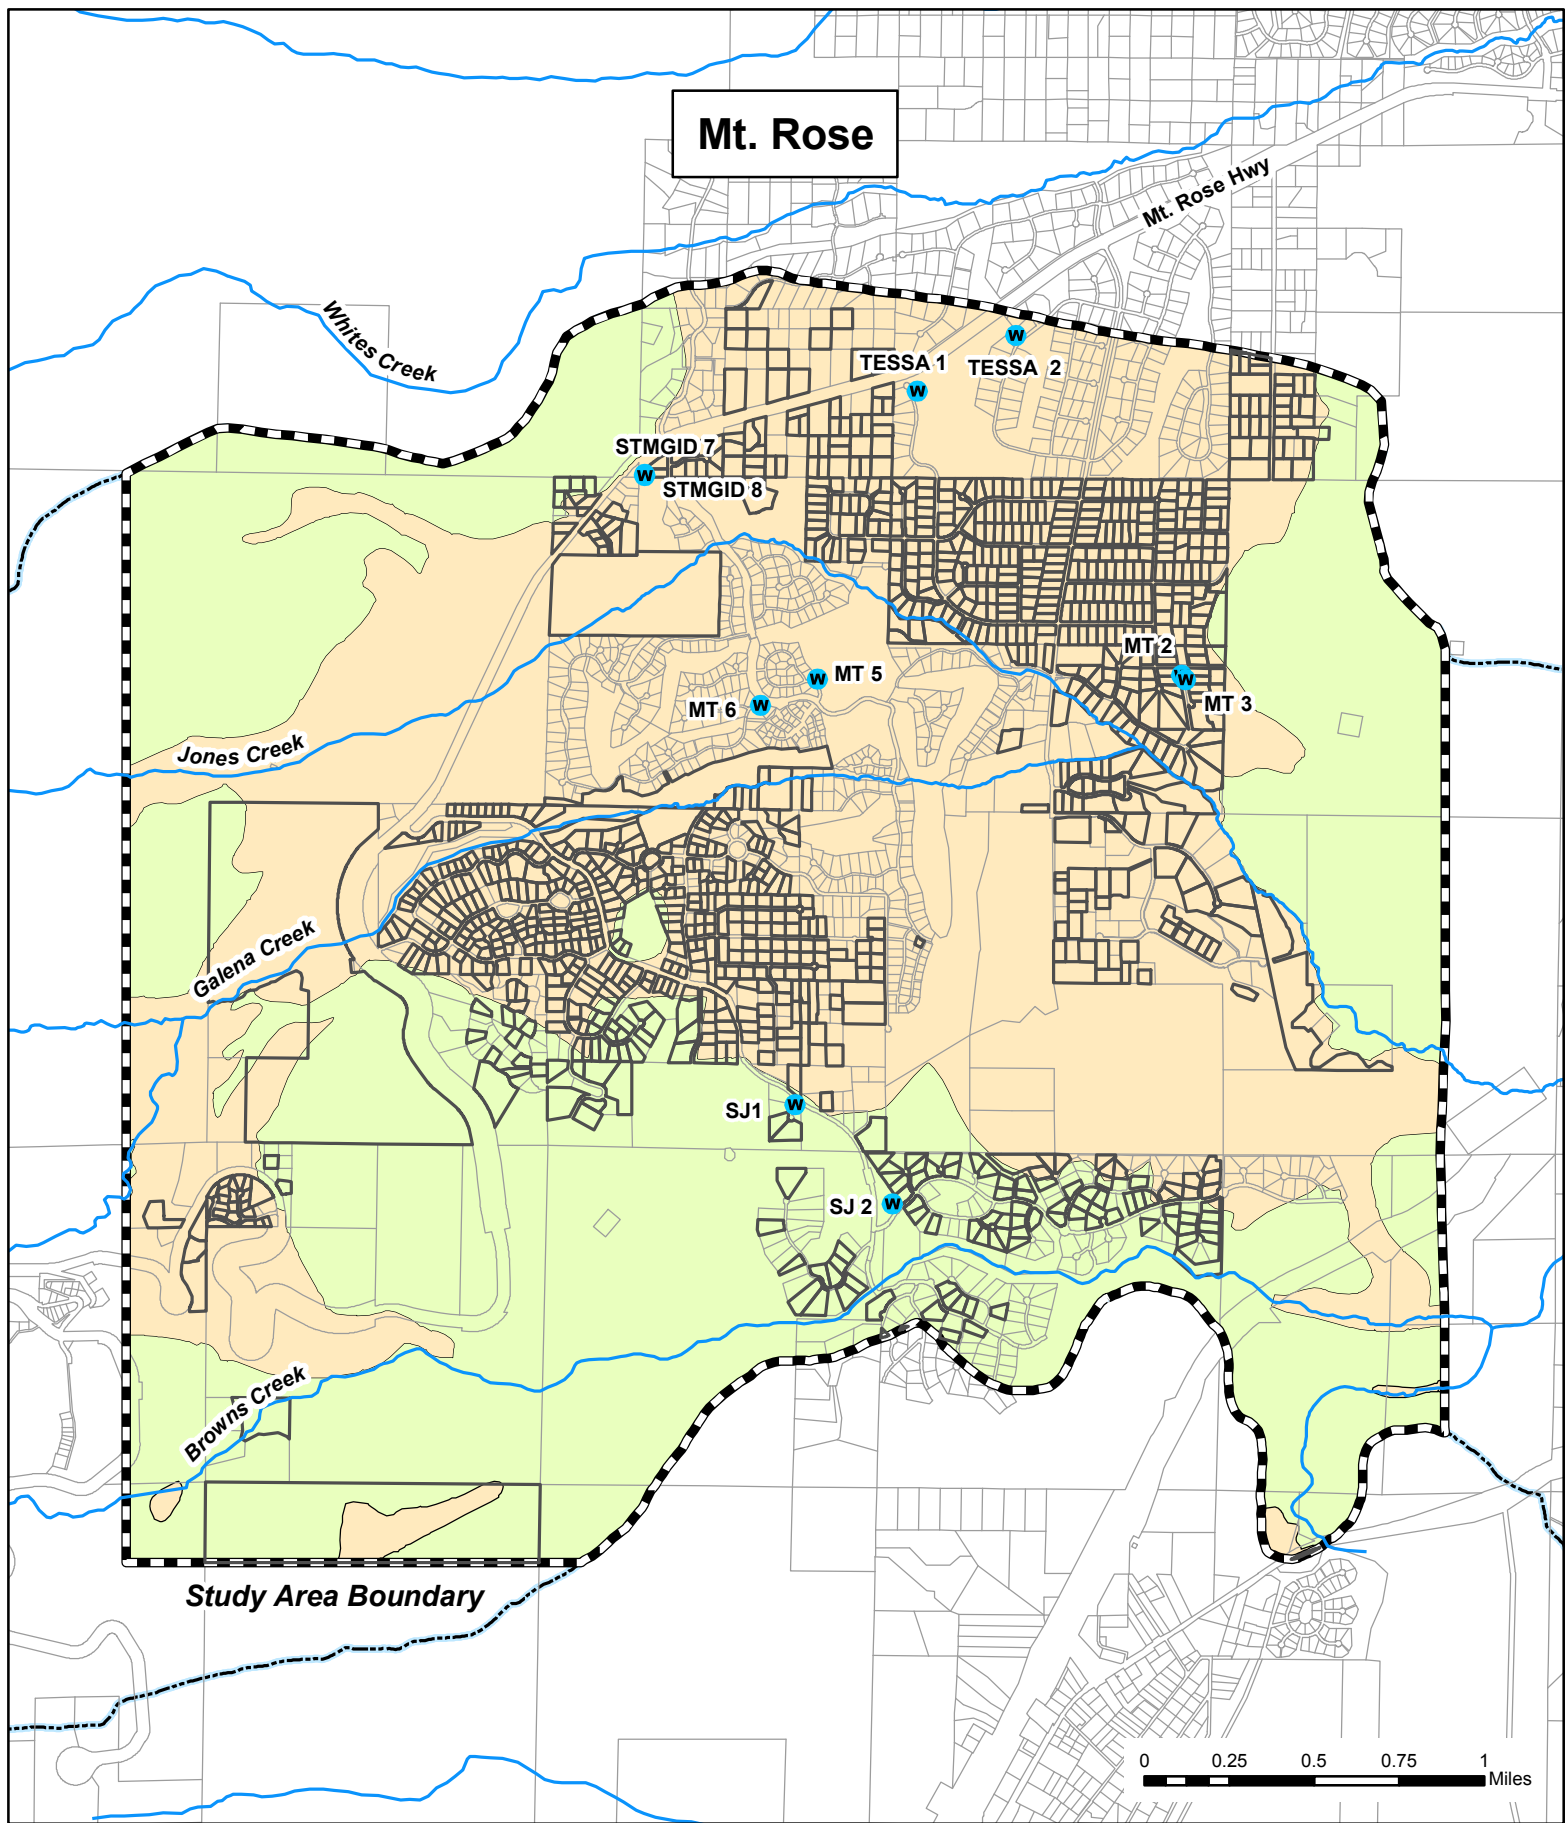 Mt. Rose
Mt. Rose Hwy
Whites Creek
W
TESSA 1
TESSA 2
W
STMGID 7
W
STMGID 8
MT 2
W
MT 5
W
MT 3
MT 6
W
Jones Creek
Galena Creek
SJ1
W
SJ 2
W
Browns Creek
Study Area Boundary
0 0.25 0.5 0.75 1
Miles